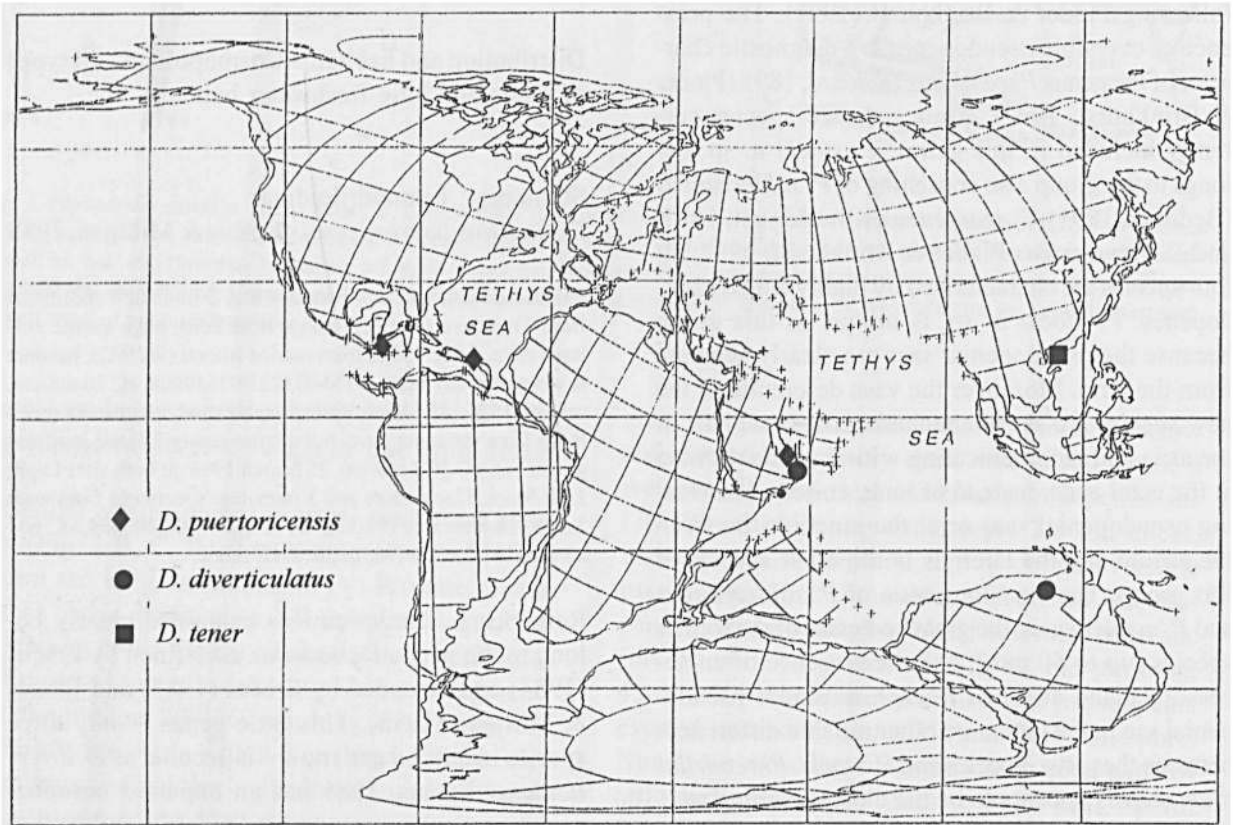 TETHYS
SEA
TETHYS
SEA
R
D. puertoricensis
D. diverticulatus
D. tener